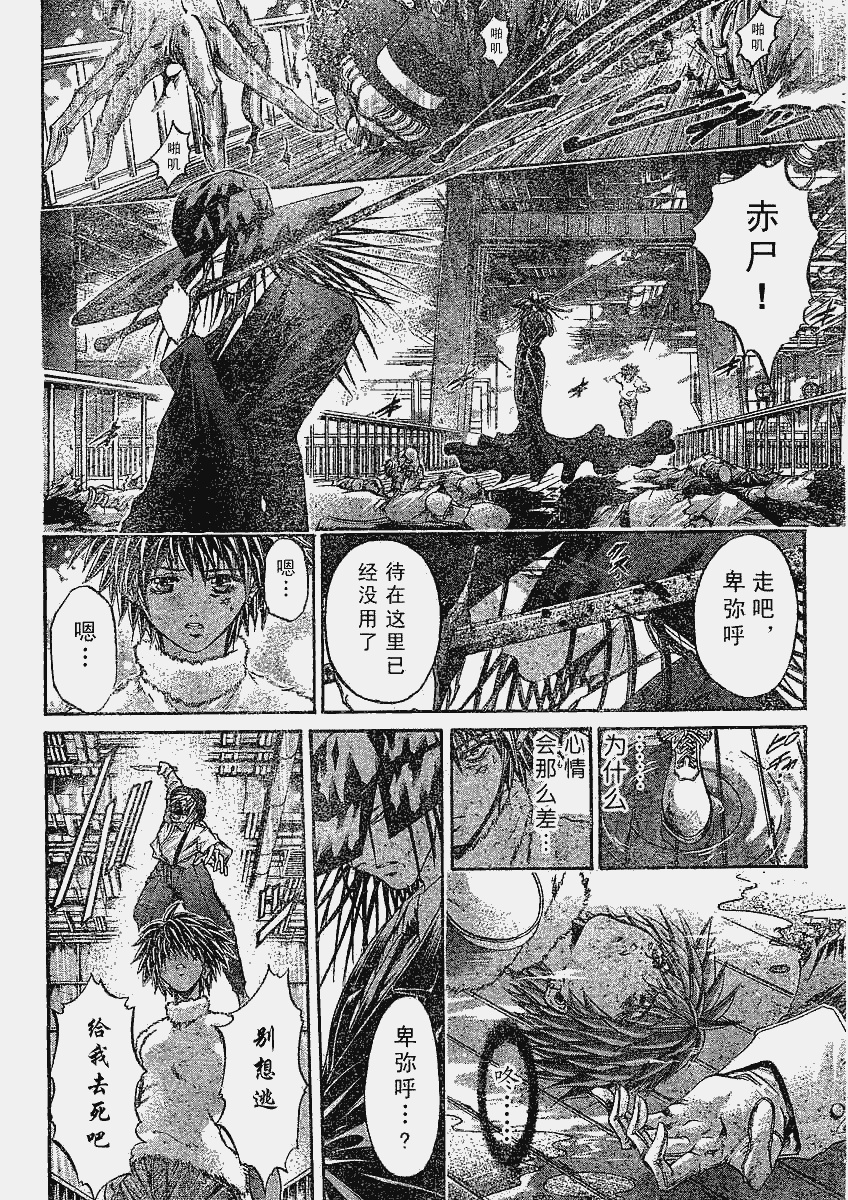 啪
叽
啪
叽
啪
叽
赤
尸
！
走吧，
卑弥呼
待在这里已
经没用了
嗯…
嗯…
………
为什么
心情
会那么差…
咚……
卑弥呼…？
别想逃
给我去死吧